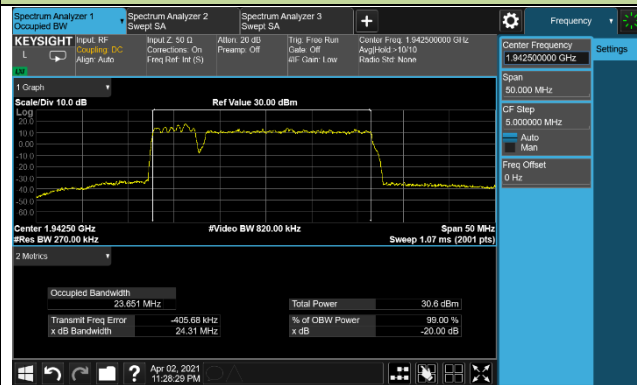 Spectrum Analyzer 1
Occupied BW
Spectrum Analyzer 2
Swept SA
Spectrum Analyzer 3
Swept SA
Frequency
KEYSIGHT
L
Input: RF
Coupling: DC
Align: Auto
Input Z: 50 Ω
Corrections: On
Freq Ref: Int (S)
Atten: 20 dB
Preamp: Off
Trig: Free Run
Gate: Off
#IF Gain: Low
Center Freq: 1.942500000 GHz
Avg|Hold:>10/10
Radio Std: None
Center Frequency
1.942500000 GHz
Settings
Span
50.000 MHz
CF Step
5.000000 MHz
Auto
Man
Freq Offset
0 Hz
1 Graph
Scale/Div 10.0 dB
Ref Value 30.00 dBm
Log
20.0
10.0
0.00
-10.0
-20.0
-30.0
-40.0
-50.0
-60.0
Center 1.94250 GHz
#Video BW 820.00 kHz
Span 50 MHz
#Res BW 270.00 kHz
Sweep 1.07 ms (2001 pts)
2 Metrics
Occupied Bandwidth
23.651 MHz
Total Power
30.6 dBm
Transmit Freq Error
-405.68 kHz
% of OBW Power
99.00 %
x dB Bandwidth
24.31 MHz
x dB
-20.00 dB
?
Apr 02, 2021
11:28:29 PM